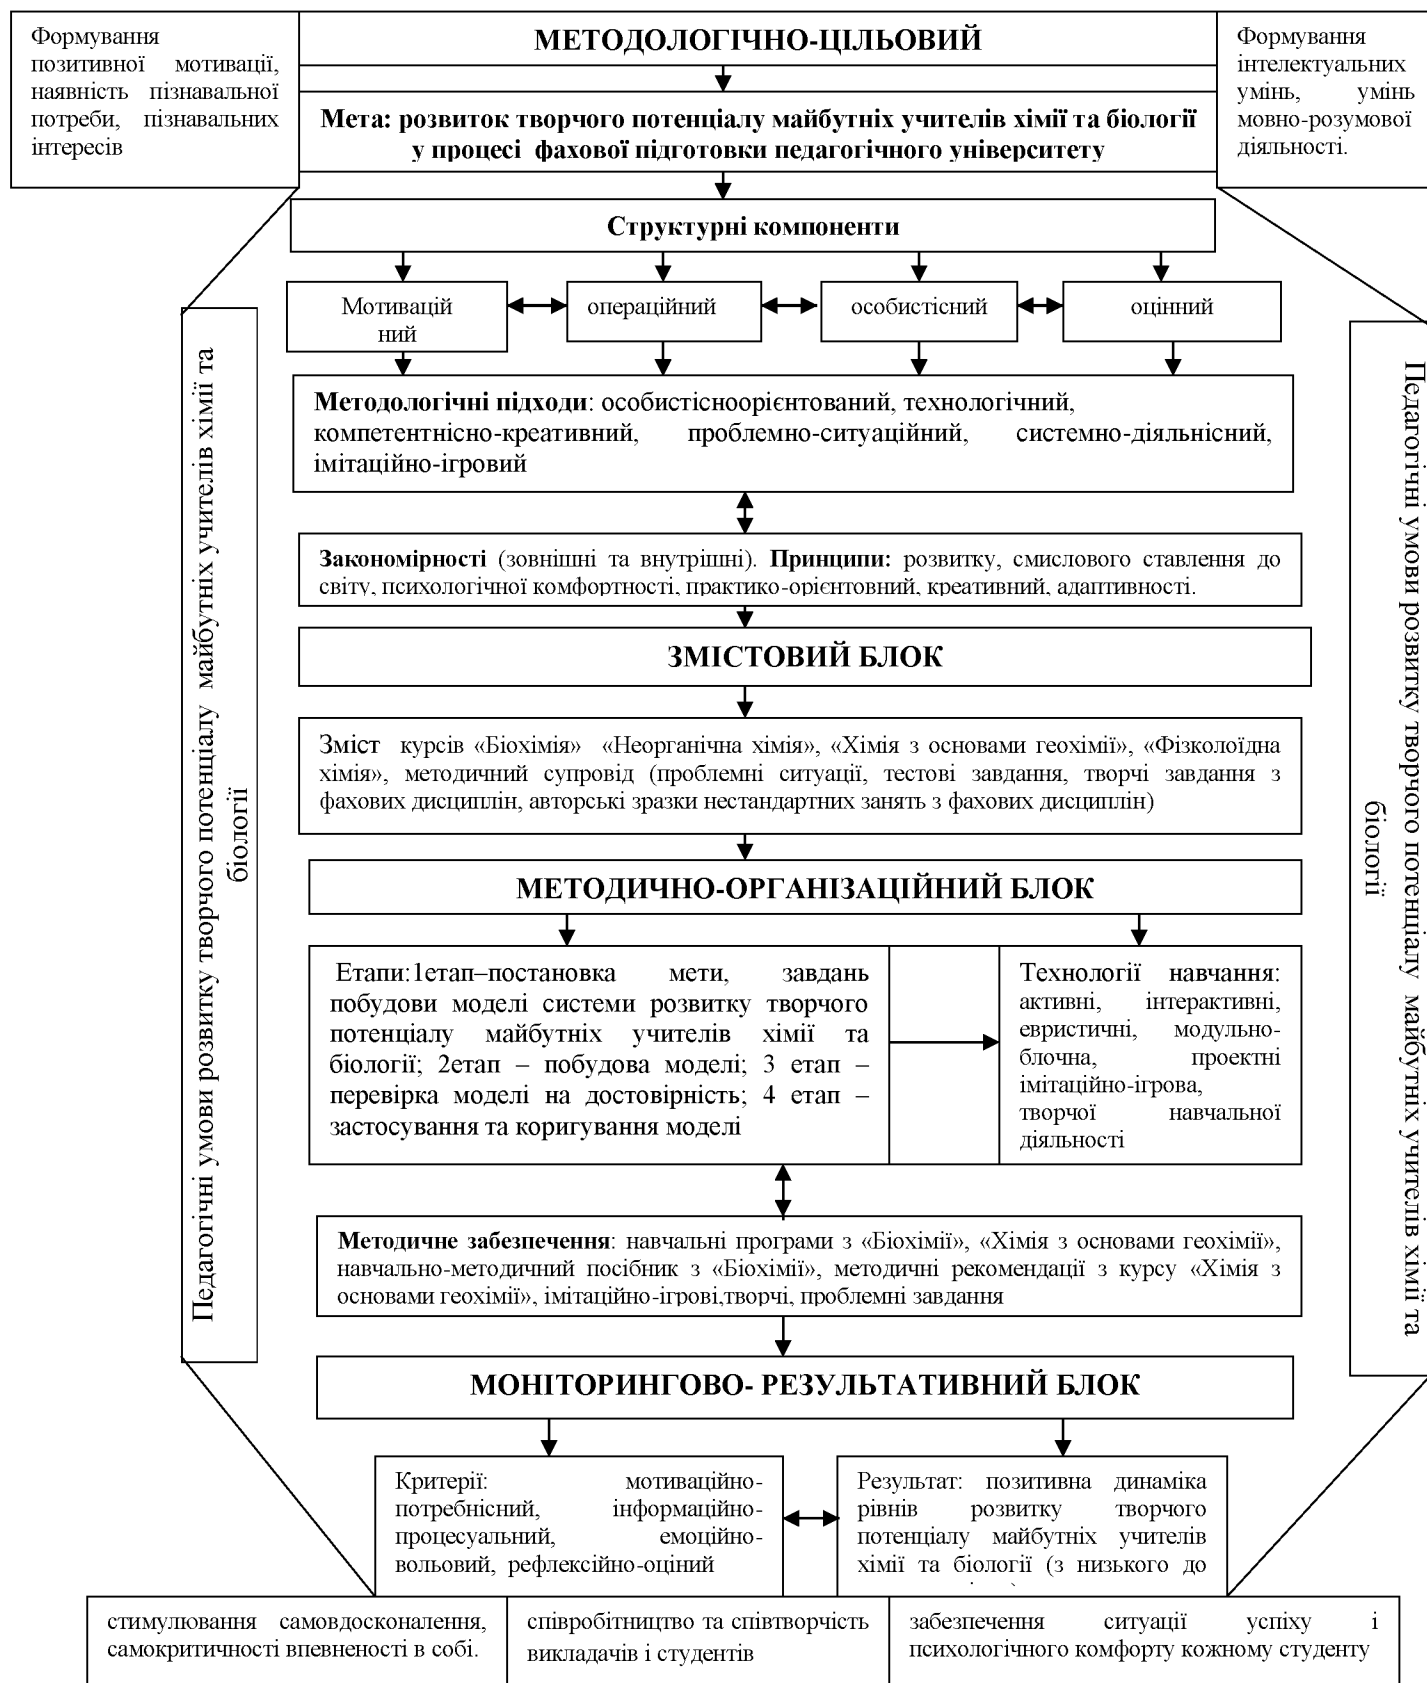 Формування
позитивної мотивації,
наявність пізнавальної
потреби, пізнавальних
інтересів
МЕТОДОЛОГІЧНО-ЦІЛЬОВИЙ
Формування
інтелектуальних
умінь, умінь
мовно-розумової
діяльності.
Мета: розвиток творчого потенціалу майбутніх учителів хімії та біології
у процесі фахової підготовки педагогічного університету
Структурні компоненти
Мотивацій
ний
операційний
особистісний
оцінний
Методологічні підходи: особистісноорієнтований, технологічний,
компетентнісно-креативний, проблемно-ситуаційний, системно-діяльнісний,
імітаційно-ігровий
Закономірності (зовнішні та внутрішні). Принципи: розвитку, смислового ставлення до
світу, психологічної комфортності, практико-орієнтовний, креативний, адаптивності.
ЗМІСТОВИЙ БЛОК
Зміст курсів «Біохімія» «Неорганічна хімія», «Хімія з основами геохімії», «Фізколоїдна
хімія», методичний супровід (проблемні ситуації, тестові завдання, творчі завдання з
фахових дисциплін, авторські зразки нестандартних занять з фахових дисциплін)
МЕТОДИЧНО-ОРГАНІЗАЦІЙНИЙ БЛОК
Етапи:1етап–постановка мети, завдань
побудови моделі системи розвитку творчого
потенціалу майбутніх учителів хімії та
біології; 2етап – побудова моделі; 3 етап –
перевірка моделі на достовірність; 4 етап –
застосування та коригування моделі
Технології навчання:
активні, інтерактивні,
евристичні, модульно-
блочна, проектні
імітаційно-ігрова,
творчої навчальної
діяльності
Методичне забезпечення: навчальні програми з «Біохімії», «Хімія з основами геохімії»,
навчально-методичний посібник з «Біохімії», методичні рекомендації з курсу «Хімія з
основами геохімії», імітаційно-ігрові,творчі, проблемні завдання
МОНІТОРИНГОВО- РЕЗУЛЬТАТИВНИЙ БЛОК
Критерії: мотиваційно-
потребнісний, інформаційно-
процесуальний, емоційно-
вольовий, рефлексійно-оціний
Результат: позитивна динаміка
рівнів розвитку творчого
потенціалу майбутніх учителів
хімії та біології (з низького до
стимулювання самовдосконалення,
самокритичності впевненості в собі.
співробітництво та співтворчість
викладачів і студентів
забезпечення ситуації успіху і
психологічного комфорту кожному студенту
Педагогічні умови розвитку творчого потенціалу майбутніх учителів хімії та
біології
Педагогічні умови розвитку творчого потенціалу майбутніх учителів хімії та
біології